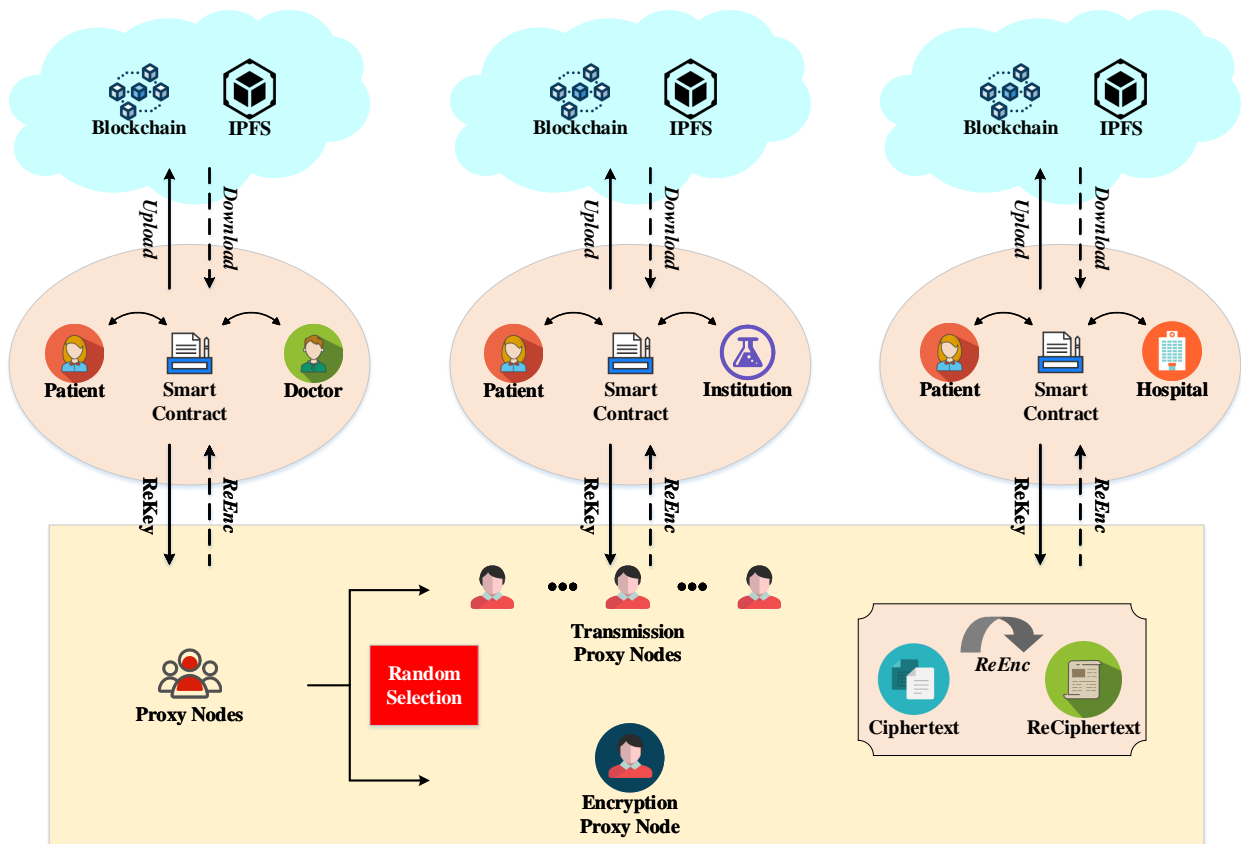 Blockchain
IPFS
Blockchain
IPFS
Blockchain
IPFS
Upload
Download
Upload
Download
Upload
Download
Patient
Smart
Contract
Doctor
Patient
Smart
Contract
Institution
Patient
Smart
Contract
Hospital
ReKey
ReEnc
ReKey
ReEnc
ReKey
ReEnc
Proxy Nodes
Random
Selection
Transmission
Proxy Nodes
Encryption
Proxy Node
ReEnc
Ciphertext
ReCiphertext